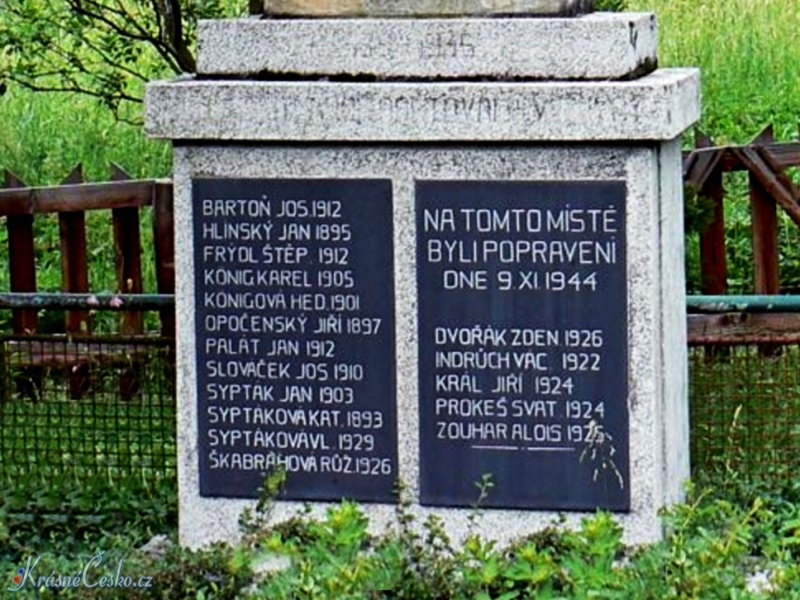 1945
BARTOŇ JOS. 1912
HLINSKÝ JAN 1895
FRÝDL ŠTĚP. 1912
KÖNIG KAREL 1905
KÖNIGOVÁ HED. 1901
OPOČENSKÝ JIŘÍ 1897
PALÁT JAN 1912
SLOVÁČEK JOS. 1910
SYPTÁK JAN 1903
SYPTÁKOVÁ KAT. 1893
SYPTÁKOVÁ VL. 1929
ŠKABRAHOVÁ RŮŽ. 1926
NA TOMTO MÍSTĚ
BYLI POPRAVENI
DNE 9. XI. 1944
DVOŘÁK ZDEN. 1926
INDRŮCH VÁC. 1922
KRÁL JIŘÍ 1924
PROKEŠ SVAT. 1924
ZOUHAR ALOIS 1925
KrásnéČesko.cz